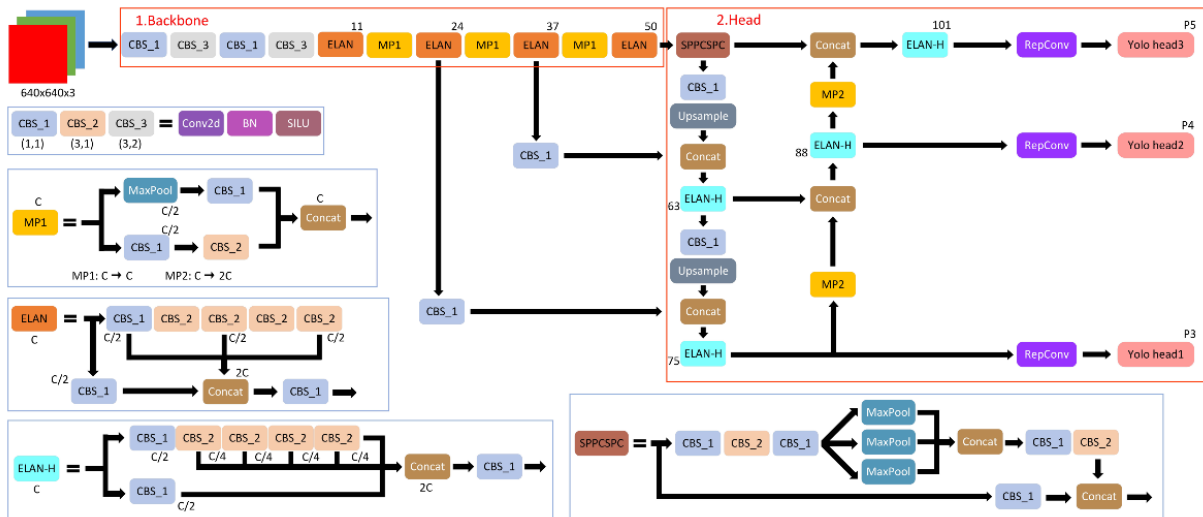 1.Backbone
11 24 37 50
CBS_1 CBS_3 CBS_1 CBS_3 ELAN MP1 ELAN MP1 ELAN MP1 ELAN
640x640x3
2.Head
101 P5
SPPCSPC Concat ELAN-H RepConv Yolo head3
CBS_1 MP2
Upsample
P4
Concat 88 ELAN-H RepConv Yolo head2
CBS_1
63 ELAN-H Concat
CBS_1
Upsample MP2
CBS_1 Concat
P3
75 ELAN-H RepConv Yolo head1
CBS_1 CBS_2 CBS_3 = Conv2d BN SILU
(1,1) (3,1) (3,2)
MaxPool CBS_1
C C/2 C
MP1 = Concat
C/2
CBS_1 CBS_2
MP1: C → C MP2: C → 2C
ELAN = CBS_1 CBS_2 CBS_2 CBS_2 CBS_2
C C/2 C/2 C/2
C/2 2C
CBS_1 Concat CBS_1
CBS_1 CBS_2 CBS_2 CBS_2 CBS_2
C/2 C/4 C/4 C/4 C/4
ELAN-H = Concat CBS_1
C 2C
CBS_1
C/2
MaxPool
SPPCSPC = CBS_1 CBS_2 CBS_1 MaxPool Concat CBS_1 CBS_2
MaxPool
CBS_1 Concat